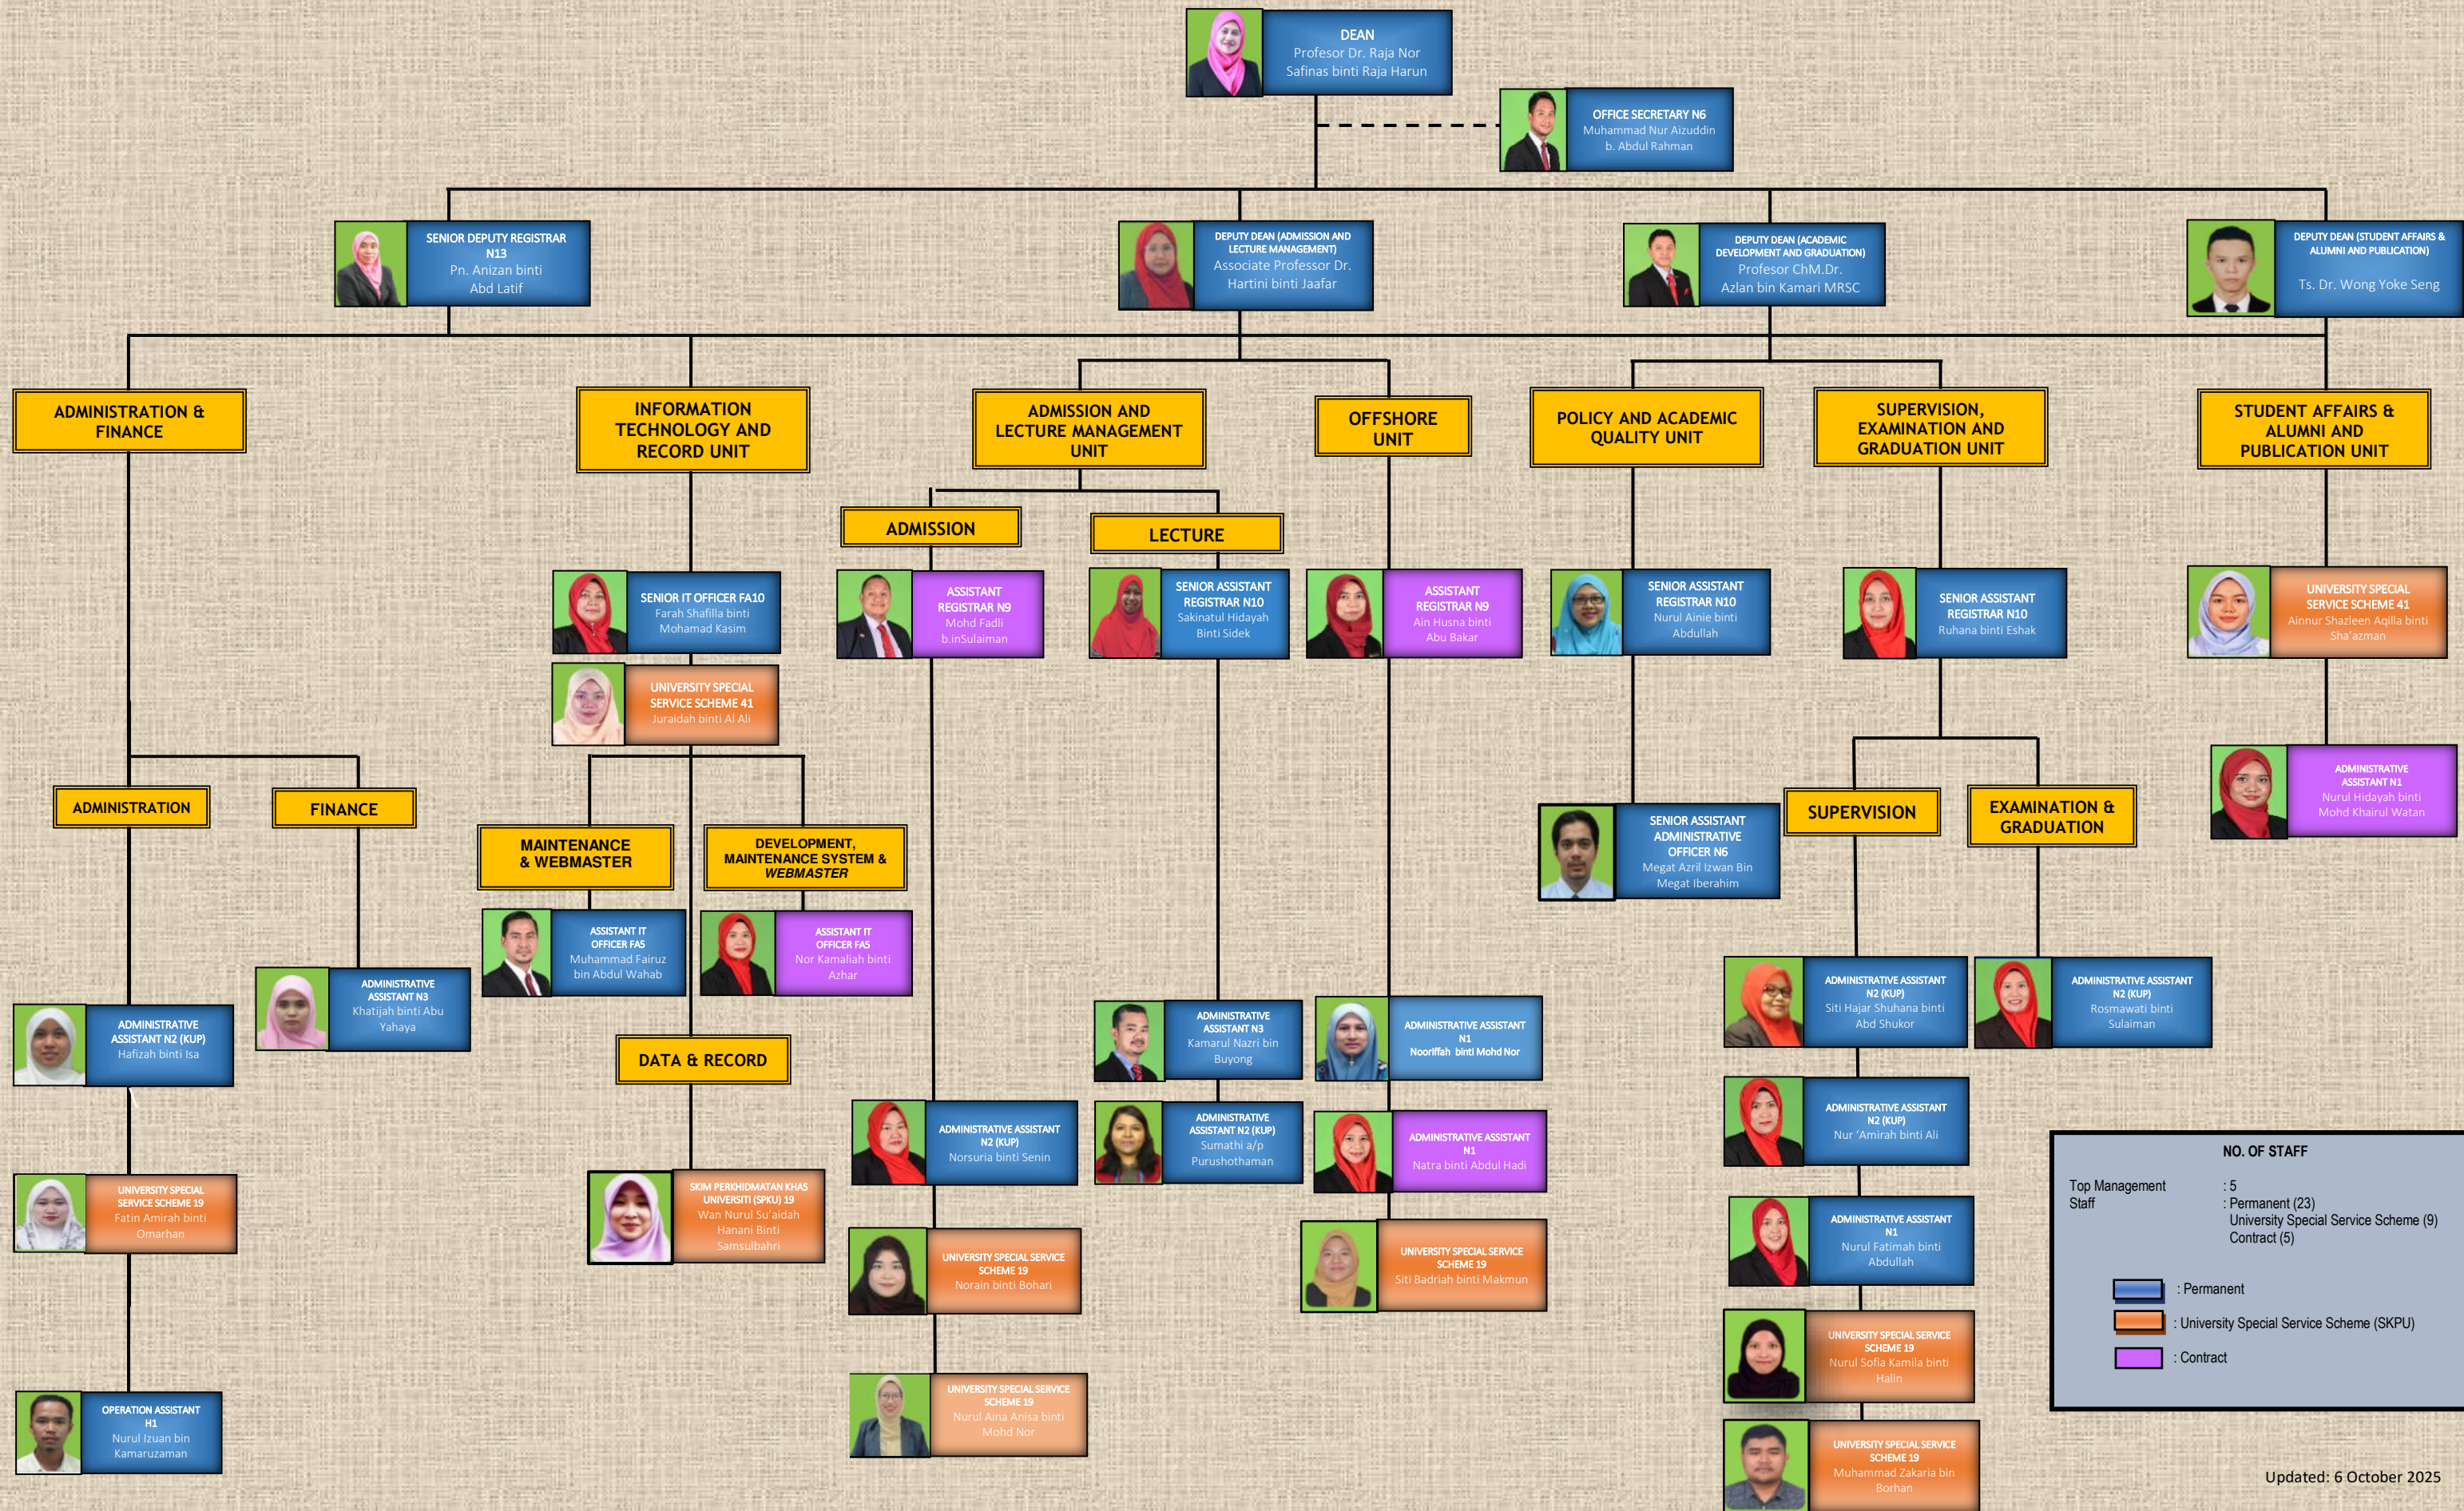 DEAN
Profesor Dr. Raja Nor
Safinas binti Raja Harun
OFFICE SECRETARY N6
Muhammad Nur Aizuddin
b. Abdul Rahman
SENIOR DEPUTY REGISTRAR
N13
Pn. Anizan binti
Abd Latif
DEPUTY DEAN (ADMISSION AND
LECTURE MANAGEMENT)
Associate Professor Dr.
Hartini binti Jaafar
DEPUTY DEAN (ACADEMIC
DEVELOPMENT AND GRADUATION)
Profesor ChM.Dr.
Azlan bin Kamari MRSC
DEPUTY DEAN (STUDENT AFFAIRS &
ALUMNI AND PUBLICATION)
Ts. Dr. Wong Yoke Seng
ADMINISTRATION &
FINANCE
INFORMATION
TECHNOLOGY AND
RECORD UNIT
ADMISSION AND
LECTURE MANAGEMENT
UNIT
OFFSHORE
UNIT
POLICY AND ACADEMIC
QUALITY UNIT
SUPERVISION,
EXAMINATION AND
GRADUATION UNIT
STUDENT AFFAIRS &
ALUMNI AND
PUBLICATION UNIT
ADMISSION
LECTURE
SENIOR IT OFFICER FA10
Farah Shafilla binti
Mohamad Kasim
ASSISTANT
REGISTRAR N9
Mohd Fadli
b.inSulaiman
SENIOR ASSISTANT
REGISTRAR N10
Sakinatul Hidayah
Binti Sidek
ASSISTANT
REGISTRAR N9
Ain Husna binti
Abu Bakar
SENIOR ASSISTANT
REGISTRAR N10
Nurul Ainie binti
Abdullah
SENIOR ASSISTANT
REGISTRAR N10
Ruhana binti Eshak
UNIVERSITY SPECIAL
SERVICE SCHEME 41
Ainnur Shazleen Aqilla binti
Sha'azman
UNIVERSITY SPECIAL
SERVICE SCHEME 41
Juraidah binti Al Ali
ADMINISTRATION
FINANCE
MAINTENANCE
& WEBMASTER
DEVELOPMENT,
MAINTENANCE SYSTEM &
WEBMASTER
SENIOR ASSISTANT
ADMINISTRATIVE
OFFICER N6
Megat Azril Izwan Bin
Megat Iberahim
SUPERVISION
EXAMINATION &
GRADUATION
ADMINISTRATIVE
ASSISTANT N1
Nurul Hidayah binti
Mohd Khairul Watan
ASSISTANT IT
OFFICER FA5
Muhammad Fairuz
bin Abdul Wahab
ASSISTANT IT
OFFICER FA5
Nor Kamaliah binti
Azhar
ADMINISTRATIVE
ASSISTANT N3
Khatijah binti Abu
Yahaya
ADMINISTRATIVE
ASSISTANT N2 (KUP)
Hafizah binti Isa
DATA & RECORD
ADMINISTRATIVE
ASSISTANT N3
Kamarul Nazri bin
Buyong
ADMINISTRATIVE ASSISTANT
N1
Nooriffah binti Mohd Nor
ADMINISTRATIVE ASSISTANT
N2 (KUP)
Siti Hajar Shuhana binti
Abd Shukor
ADMINISTRATIVE ASSISTANT
N2 (KUP)
Rosmawati binti
Sulaiman
ADMINISTRATIVE ASSISTANT
N2 (KUP)
Norsuria binti Senin
ADMINISTRATIVE
ASSISTANT N2 (KUP)
Sumathi a/p
Purushothaman
ADMINISTRATIVE ASSISTANT
N1
Natra binti Abdul Hadi
ADMINISTRATIVE ASSISTANT
N2 (KUP)
Nur 'Amirah binti Ali
UNIVERSITY SPECIAL
SERVICE SCHEME 19
Fatin Amirah binti
Omarhan
SKIM PERKHIDMATAN KHAS
UNIVERSITI (SPKU) 19
Wan Nurul Su'aidah
Hanani Binti
Samsulbahri
UNIVERSITY SPECIAL SERVICE
SCHEME 19
Norain binti Bohari
UNIVERSITY SPECIAL SERVICE
SCHEME 19
Siti Badriah binti Makmun
ADMINISTRATIVE ASSISTANT
N1
Nurul Fatimah binti
Abdullah
UNIVERSITY SPECIAL SERVICE
SCHEME 19
Nurul Sofia Kamila binti
Halin
UNIVERSITY SPECIAL SERVICE
SCHEME 19
Nurul Aina Anisa binti
Mohd Nor
OPERATION ASSISTANT
H1
Nurul Izuan bin
Kamaruzaman
UNIVERSITY SPECIAL SERVICE
SCHEME 19
Muhammad Zakaria bin
Borhan
NO. OF STAFF
Top Management : 5
Staff : Permanent (23)
University Special Service Scheme (9)
Contract (5)
: Permanent
: University Special Service Scheme (SKPU)
: Contract
Updated: 6 October 2025